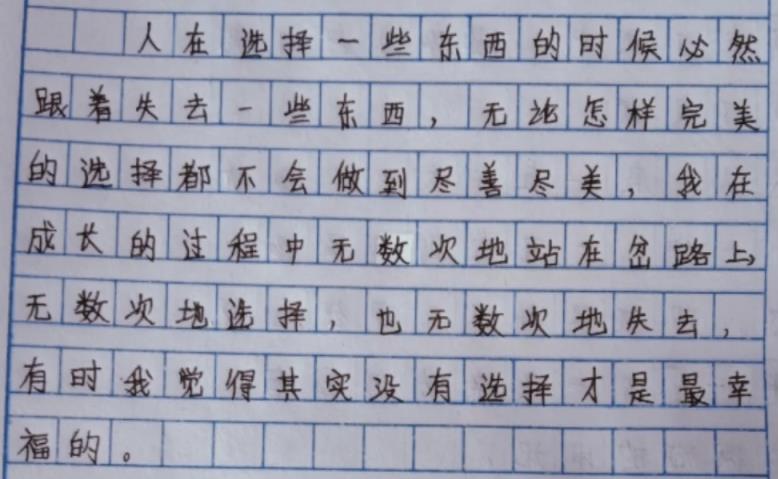 人在选择一些东西的时候必然
跟着失去一些东西，无论怎样完美
的选择都不会做到尽善尽美，我在
成长的过程中无数次地站在岔路上，
无数次地选择，也无数次地失去，
有时我觉得其实没有选择才是最幸
福的。